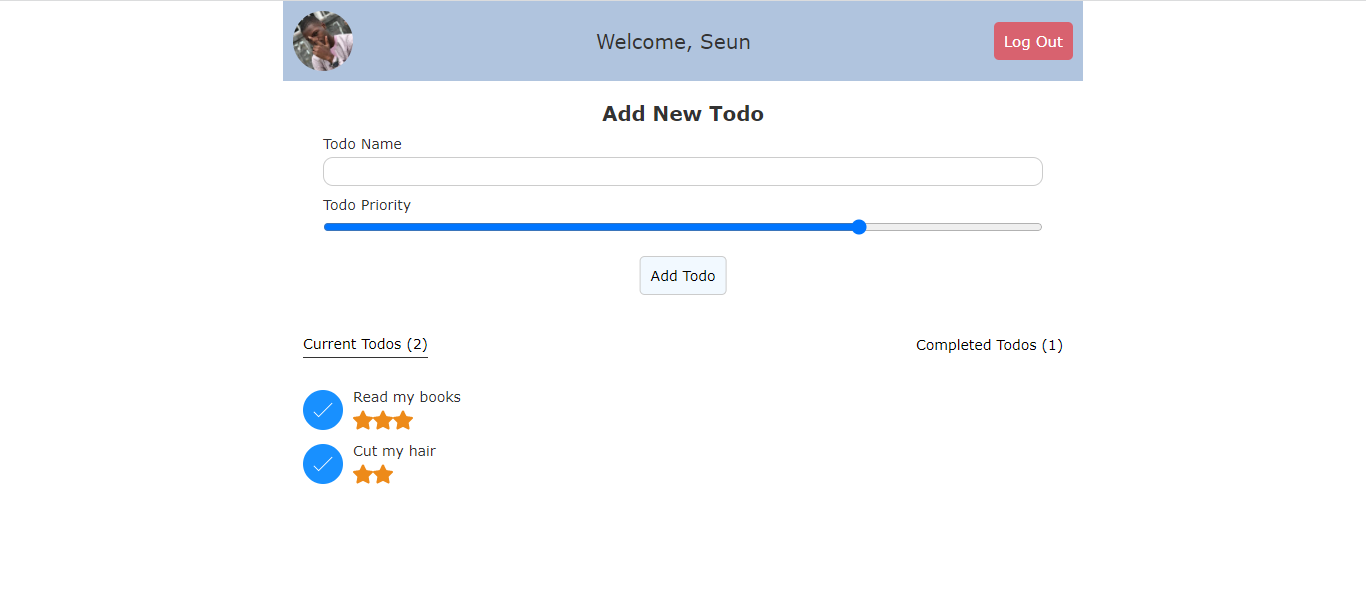 Welcome, Seun
Log Out
Add New Todo
Todo Name
Todo Priority
Add Todo
Current Todos (2)
Completed Todos (1)
Read my books
Cut my hair